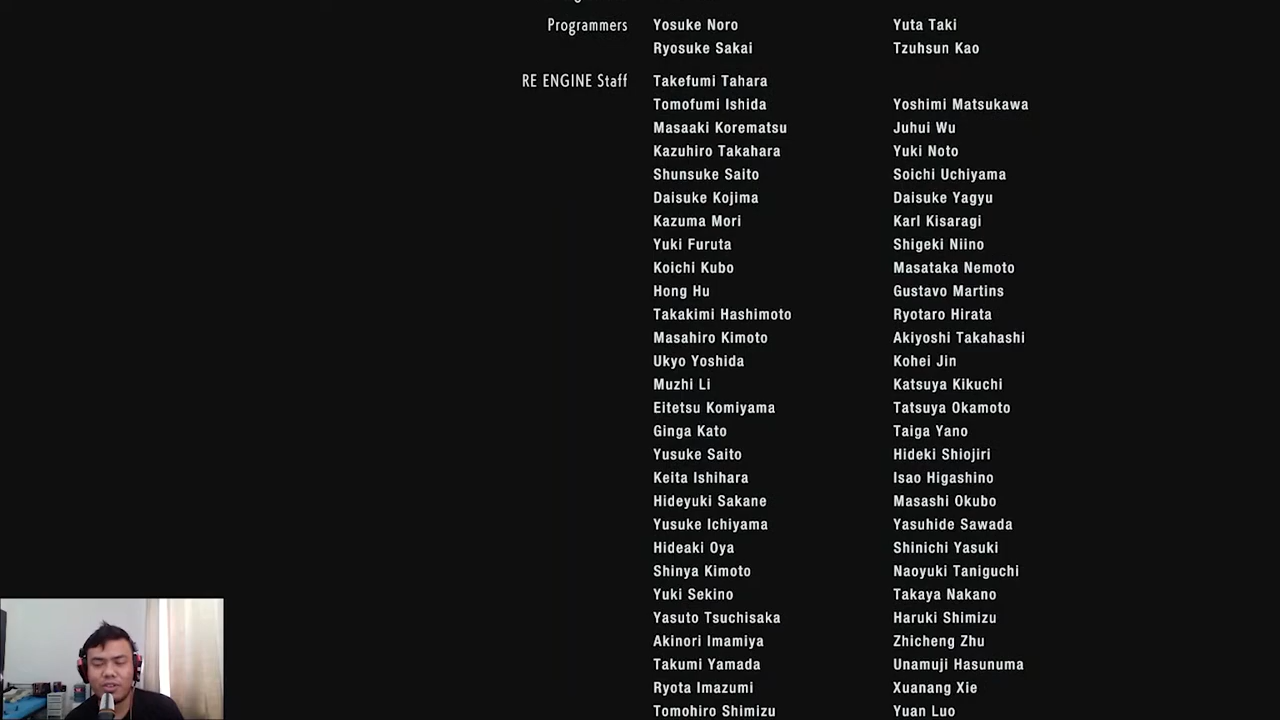 Programmers Yosuke Noro Yuta Taki
Ryosuke Sakai Tzuhsun Kao
RE ENGINE Staff Takefumi Tahara
Tomofumi Ishida Yoshimi Matsukawa
Masaaki Korematsu Juhui Wu
Kazuhiro Takahara Yuki Noto
Shunsuke Saito Soichi Uchiyama
Daisuke Kojima Daisuke Yagyu
Kazuma Mori Karl Kisaragi
Yuki Furuta Shigeki Niino
Koichi Kubo Masataka Nemoto
Hong Hu Gustavo Martins
Takakimi Hashimoto Ryotaro Hirata
Masahiro Kimoto Akiyoshi Takahashi
Ukyo Yoshida Kohei Jin
Muzhi Li Katsuya Kikuchi
Eitetsu Komiyama Tatsuya Okamoto
Ginga Kato Taiga Yano
Yusuke Saito Hideki Shiojiri
Keita Ishihara Isao Higashino
Hideyuki Sakane Masashi Okubo
Yusuke Ichiyama Yasuhide Sawada
Hideaki Oya Shinichi Yasuki
Shinya Kimoto Naoyuki Taniguchi
Yuki Sekino Takaya Nakano
Yasuto Tsuchisaka Haruki Shimizu
Akinori Imamiya Zhicheng Zhu
Takumi Yamada Unamuji Hasunuma
Ryota Imazumi Xuanang Xie
Tomohiro Shimizu Yuan Luo